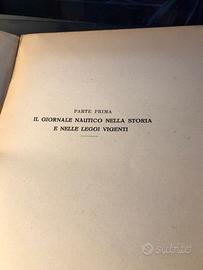 PARTE PRIMA
IL GIORNALE NAUTICO NELLA STORIA
E NELLE LEGGI VIGENTI
subito